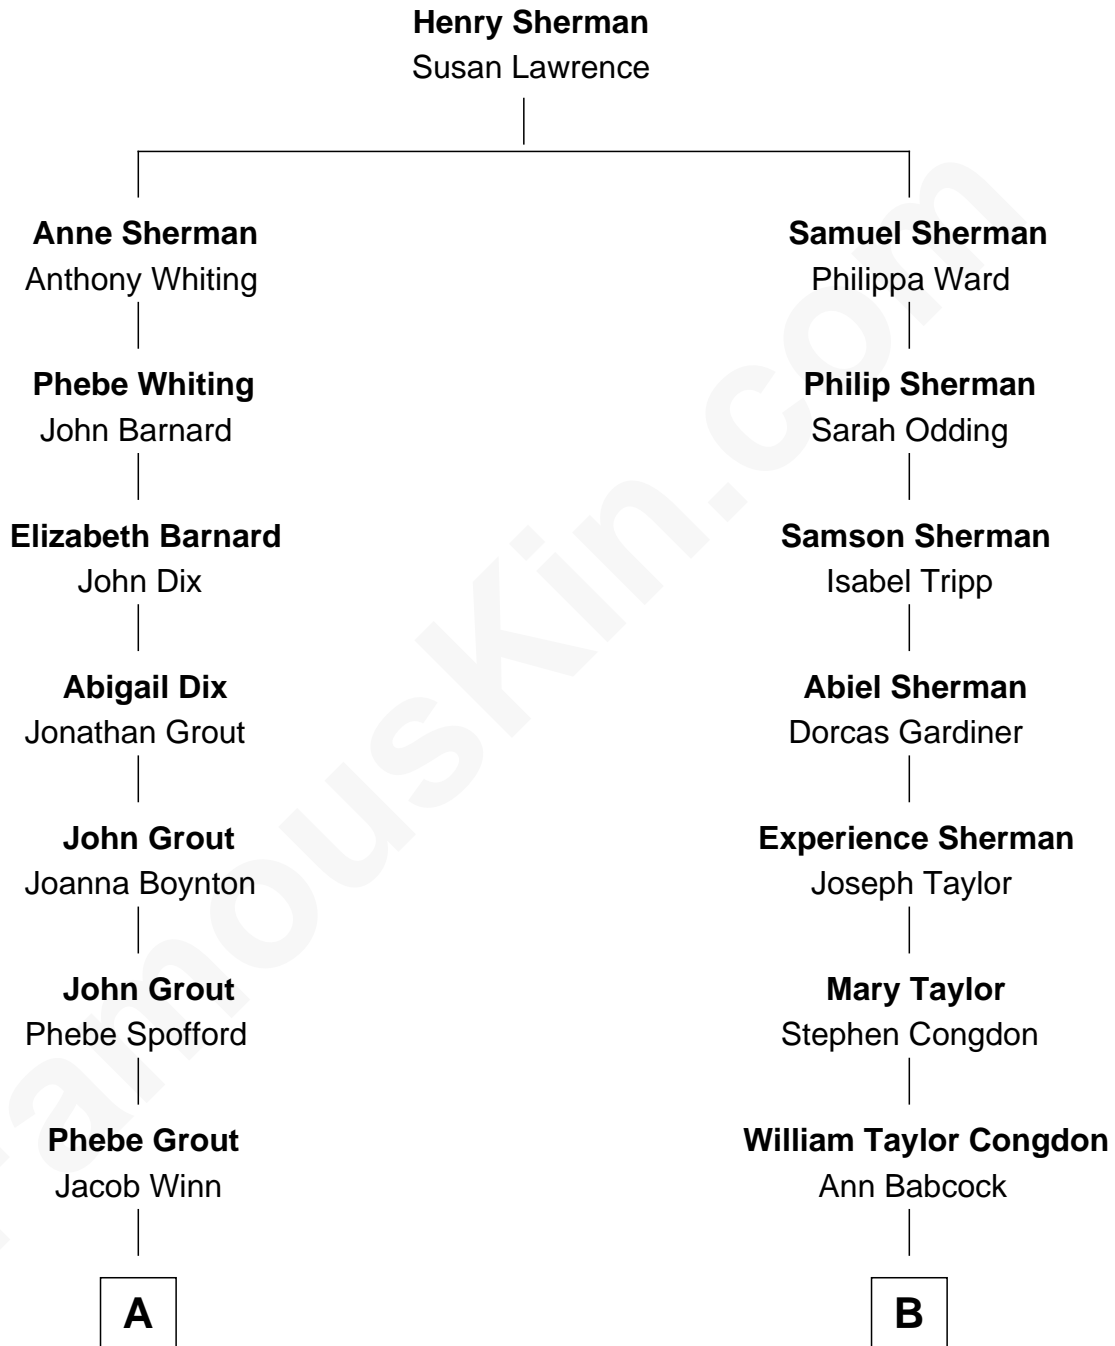 Henry Sherman
Susan Lawrence
Anne Sherman
Anthony Whiting
Phebe Whiting
John Barnard
Elizabeth Barnard
John Dix
Abigail Dix
Jonathan Grout
John Grout
Joanna Boynton
John Grout
Phebe Spofford
Phebe Grout
Jacob Winn
A
Samuel Sherman
Philippa Ward
Philip Sherman
Sarah Odding
Samson Sherman
Isabel Tripp
Abiel Sherman
Dorcas Gardiner
Experience Sherman
Joseph Taylor
Mary Taylor
Stephen Congdon
William Taylor Congdon
Ann Babcock
B
FamousKin.com